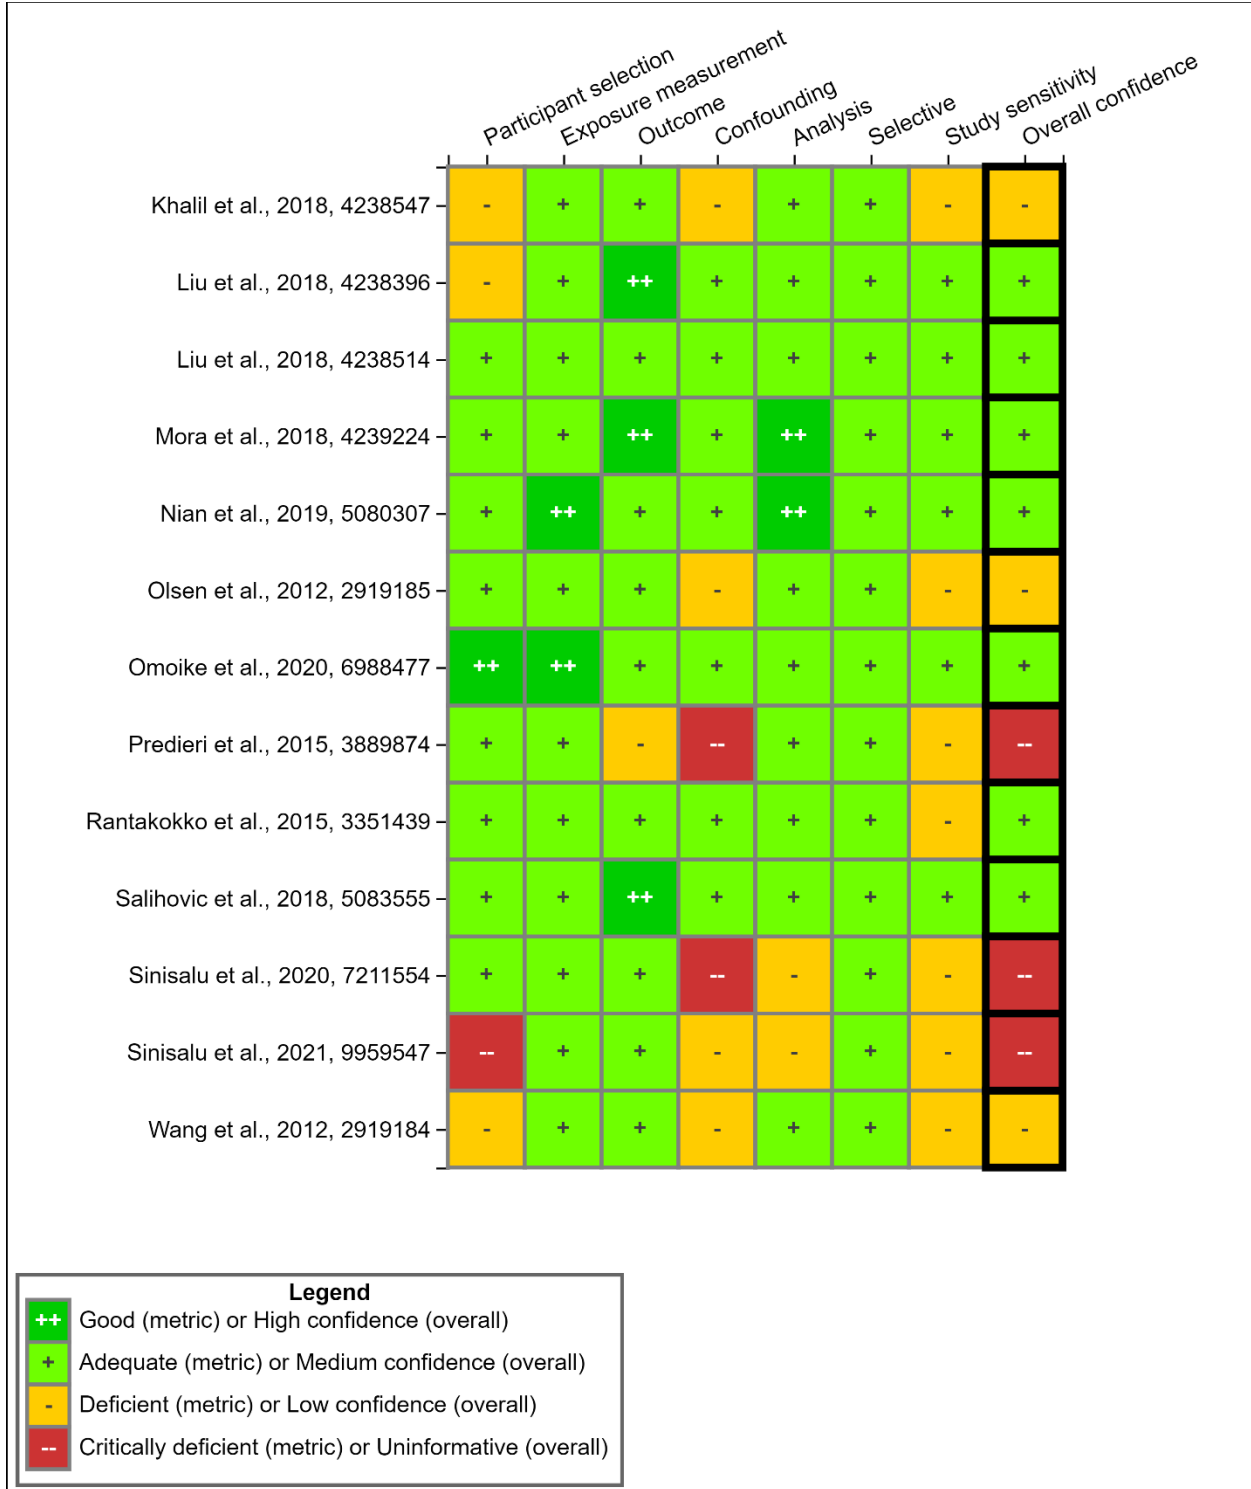 Participant selection
Exposure measurement
Outcome
Confounding
Analysis
Selective
Study sensitivity
Overall confidence
Khalil et al., 2018, 4238547 - + + - + + - -
Liu et al., 2018, 4238396 - + ++ + + + + +
Liu et al., 2018, 4238514 + + + + + + + +
Mora et al., 2018, 4239224 + + ++ + ++ + + +
Nian et al., 2019, 5080307 + ++ + + ++ + + +
Olsen et al., 2012, 2919185 + + + - + + - -
Omoike et al., 2020, 6988477 ++ ++ + + + + + +
Predieri et al., 2015, 3889874 + + - -- + + - --
Rantakokko et al., 2015, 3351439 + + + + + + - +
Salihovic et al., 2018, 5083555 + + ++ + + + + +
Sinisalu et al., 2020, 7211554 + + + -- - + - --
Sinisalu et al., 2021, 9959547 -- + + - - + - --
Wang et al., 2012, 2919184 - + + - + + - -
Legend
++ Good (metric) or High confidence (overall)
+ Adequate (metric) or Medium confidence (overall)
- Deficient (metric) or Low confidence (overall)
-- Critically deficient (metric) or Uninformative (overall)